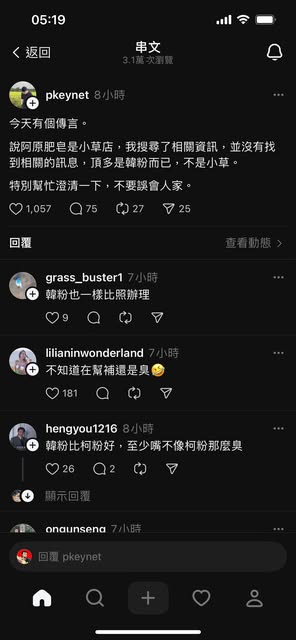 05:19
返回
串文
3.1萬 次瀏覽
pkeynet 8小時
今天有個傳言。
說阿原肥皂是小草店，我搜尋了相關資訊，並沒有找
到相關的訊息，頂多是韓粉而已，不是小草。
特別幫忙澄清一下，不要誤會人家。
1,057 75 27 25
回覆 查看動態
grass_buster1 7小時
韓粉也一樣比照辦理
9
lilianinwonderland 7小時
不知道在幫補還是臭🤣
181
hengyou1216 8小時
韓粉比柯粉好，至少嘴不像柯粉那麼臭
26 2
顯示回覆
ongunseng 7小時
回覆 pkeynet